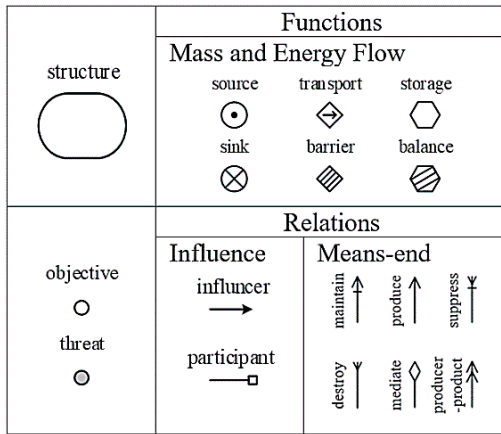 structure
Functions
Mass and Energy Flow
source transport storage
sink barrier balance
objective
threat
Relations
Influence
influncer
participant
Means-end
maintain produce suppress
destroy mediate producer
-product